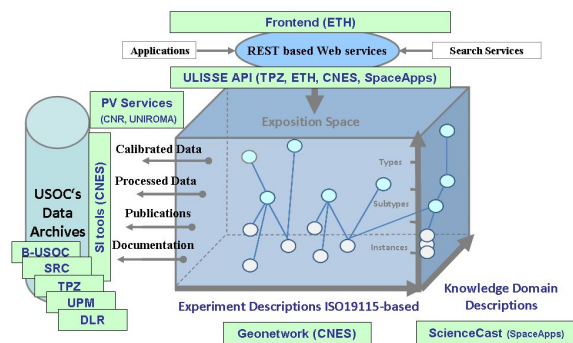 Frontend (ETH)
Applications
REST based Web services
Search Services
ULISSE API (TPZ, ETH, CNES, SpaceApps)
PV Services
(CNR, UNIROMA)
Exposition Space
Calibrated Data
Types
Processed Data
SI tools (CNES)
USOC's
Data
Archives
Subtypes
Publications
Documentation
Instances
B-USOC
SRC
TPZ
UPM
DLR
Experiment Descriptions ISO19115-based
Knowledge Domain
Descriptions
Geonetwork (CNES)
ScienceCast (SpaceApps)